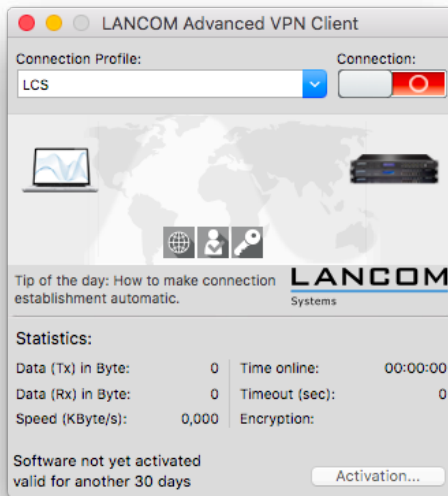 LANCOM Advanced VPN Client
Connection Profile:
Connection:
LCS
Tip of the day: How to make connection
establishment automatic.
LANCOM
Systems
Statistics:
Data (Tx) in Byte: 0
Time online: 00:00:00
Data (Rx) in Byte: 0
Timeout (sec): 0
Speed (KByte/s): 0,000
Encryption:
Software not yet activated
valid for another 30 days
Activation...